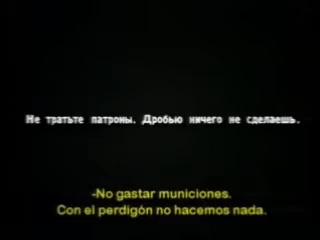 Не тратьте патроны. Дробью ничего не сделаешь.
-No gastar municiones.
Con el perdigón no hacemos nada.